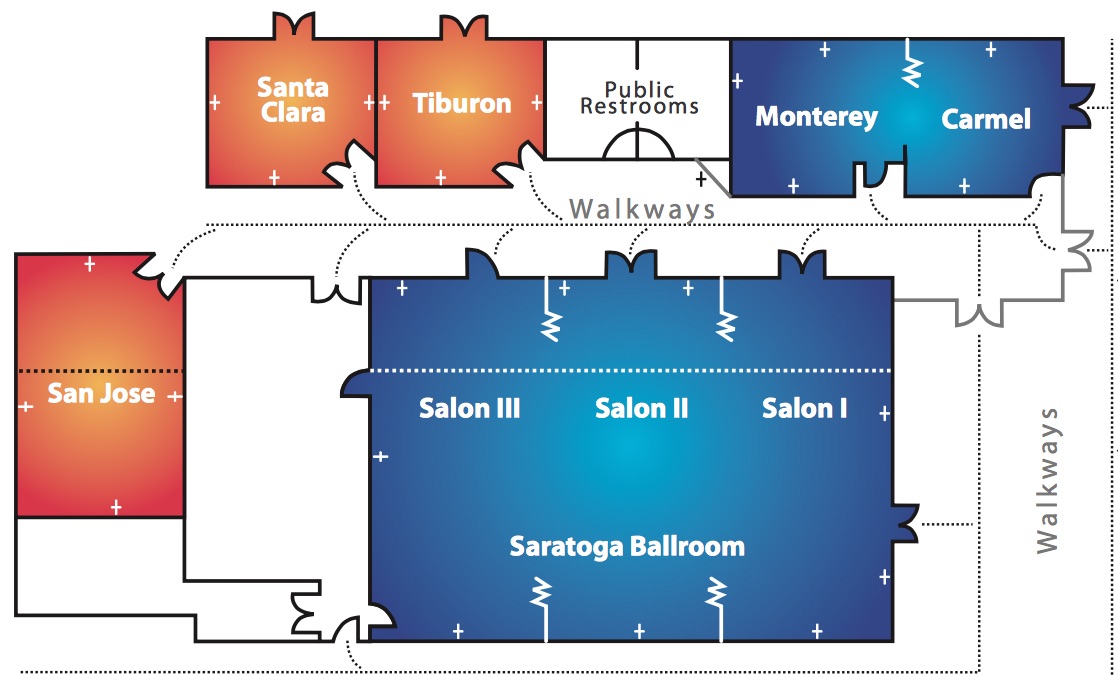 Santa
Clara
Tiburon
Public
Restrooms
Monterey
Carmel
Walkways
San Jose
Salon III
Salon II
Salon I
Walkways
Saratoga Ballroom